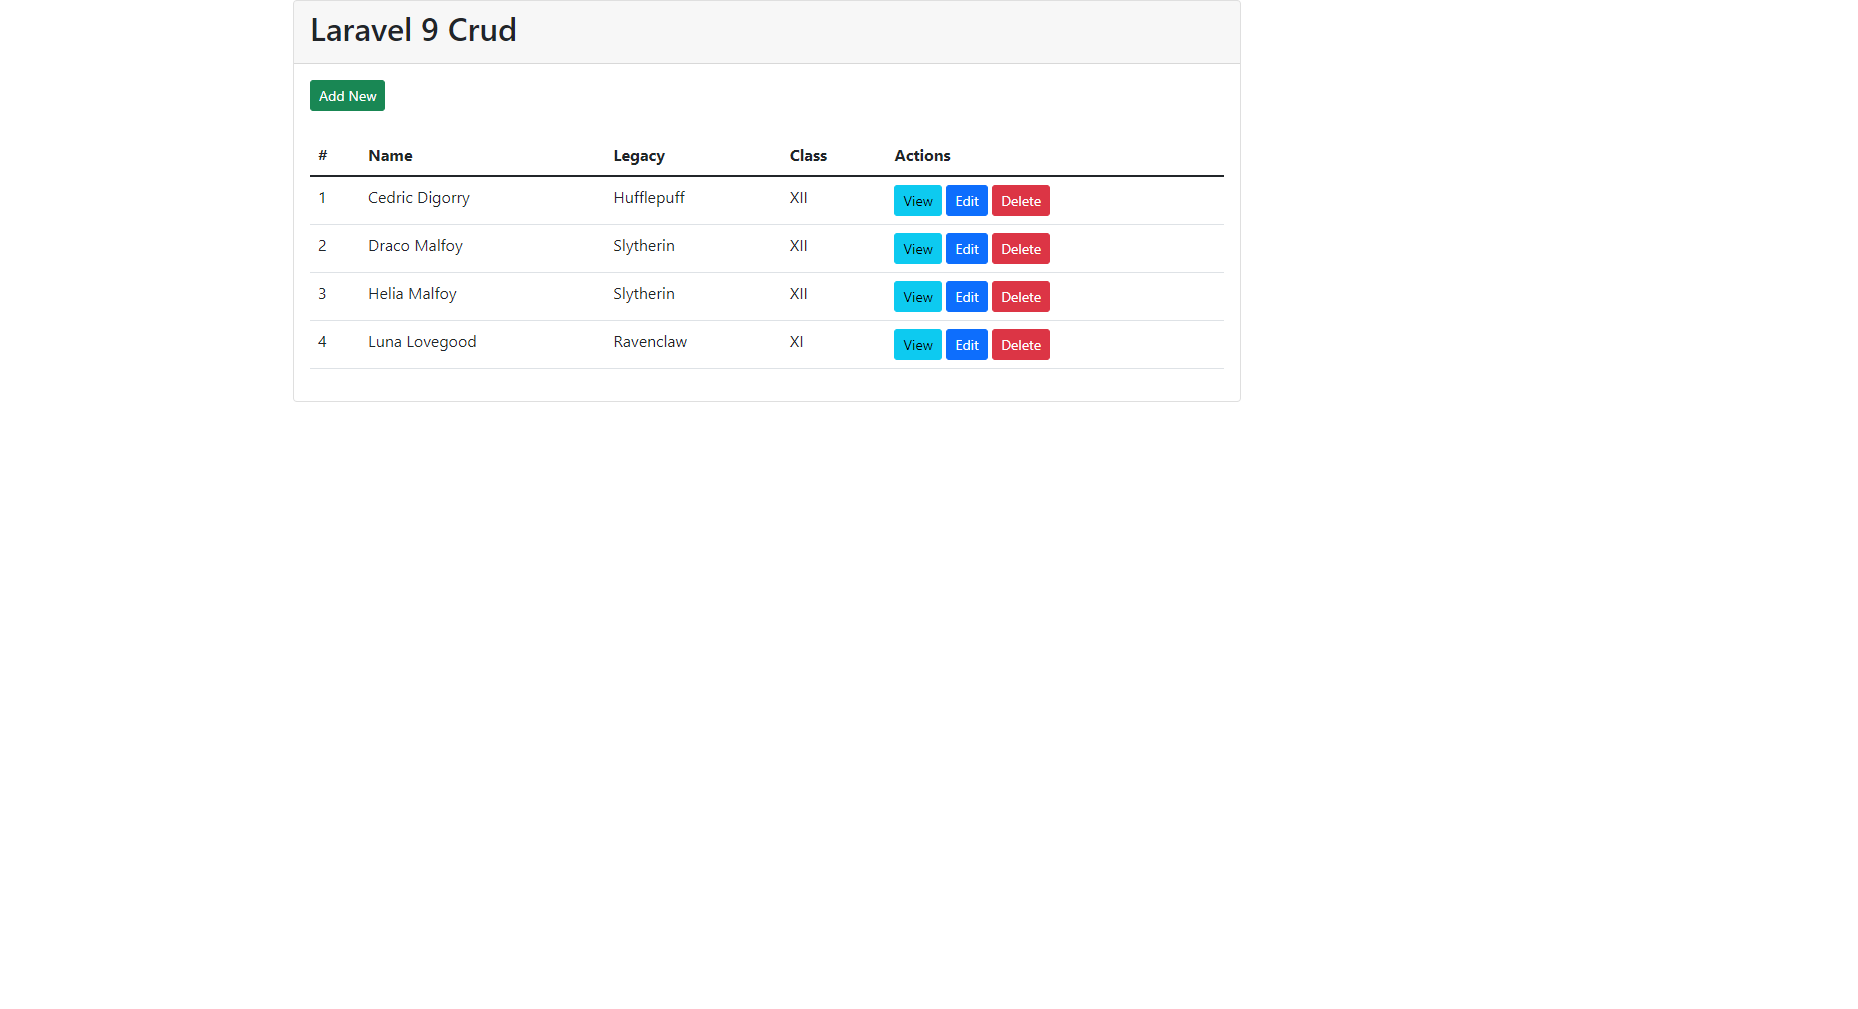 Laravel 9 Crud
Add New
# Name Legacy Class Actions
1 Cedric Digorry Hufflepuff XII View Edit Delete
2 Draco Malfoy Slytherin XII View Edit Delete
3 Helia Malfoy Slytherin XII View Edit Delete
4 Luna Lovegood Ravenclaw XI View Edit Delete